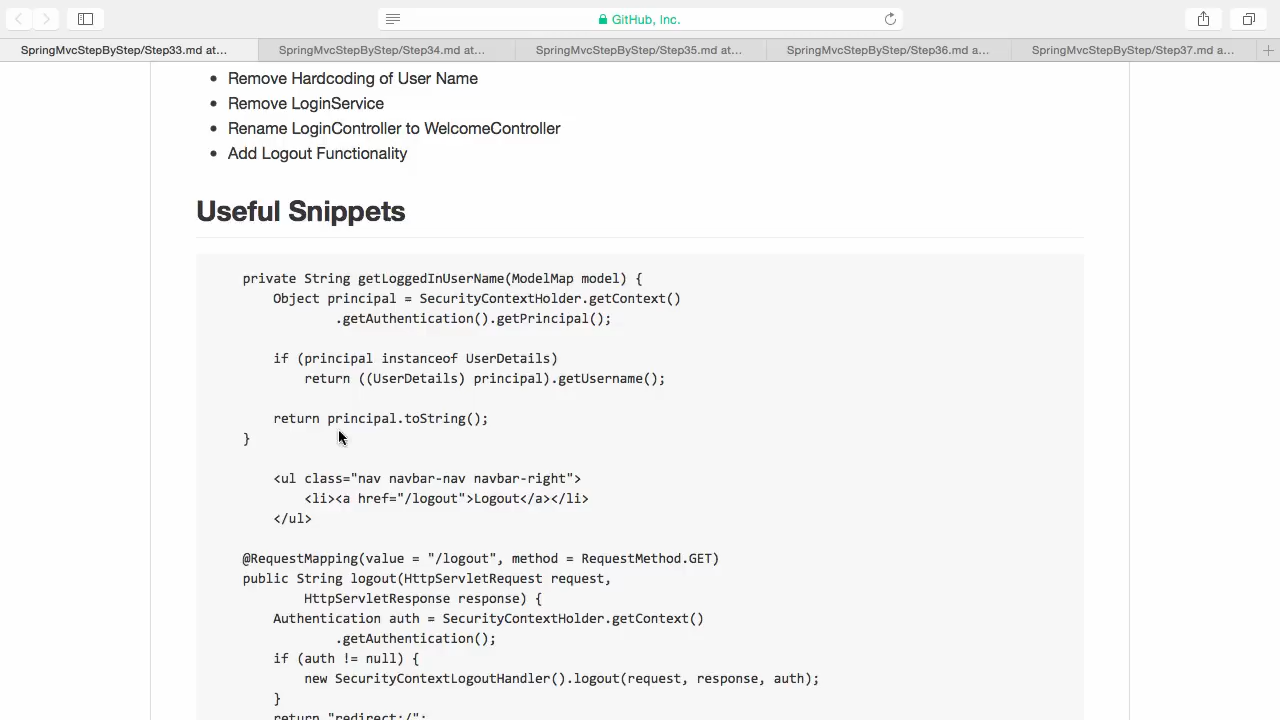 GitHub, Inc.
SpringMvcStepByStep/Step33.md at...
SpringMvcStepByStep/Step34.md at...
SpringMvcStepByStep/Step35.md at...
SpringMvcStepByStep/Step36.md a...
SpringMvcStepByStep/Step37.md a...
• Remove Hardcoding of User Name
• Remove LoginService
• Rename LoginController to WelcomeController
• Add Logout Functionality
Useful Snippets
private String getLoggedInUserName(ModelMap model) {
Object principal = SecurityContextHolder.getContext()
.getAuthentication().getPrincipal();
if (principal instanceof UserDetails)
return ((UserDetails) principal).getUsername();
return principal.toString();
}
<ul class="nav navbar-nav navbar-right">
<li><a href="/logout">Logout</a></li>
</ul>
@RequestMapping(value = "/logout", method = RequestMethod.GET)
public String logout(HttpServletRequest request,
HttpServletResponse response) {
Authentication auth = SecurityContextHolder.getContext()
.getAuthentication();
if (auth != null) {
new SecurityContextLogoutHandler().logout(request, response, auth);
}
return "redirect:/";